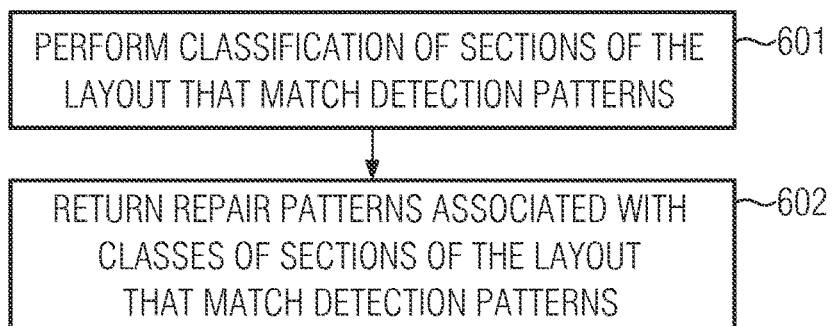 PERFORM CLASSIFICATION OF SECTIONS OF THE
LAYOUT THAT MATCH DETECTION PATTERNS
601
RETURN REPAIR PATTERNS ASSOCIATED WITH
CLASSES OF SECTIONS OF THE LAYOUT
THAT MATCH DETECTION PATTERNS
602